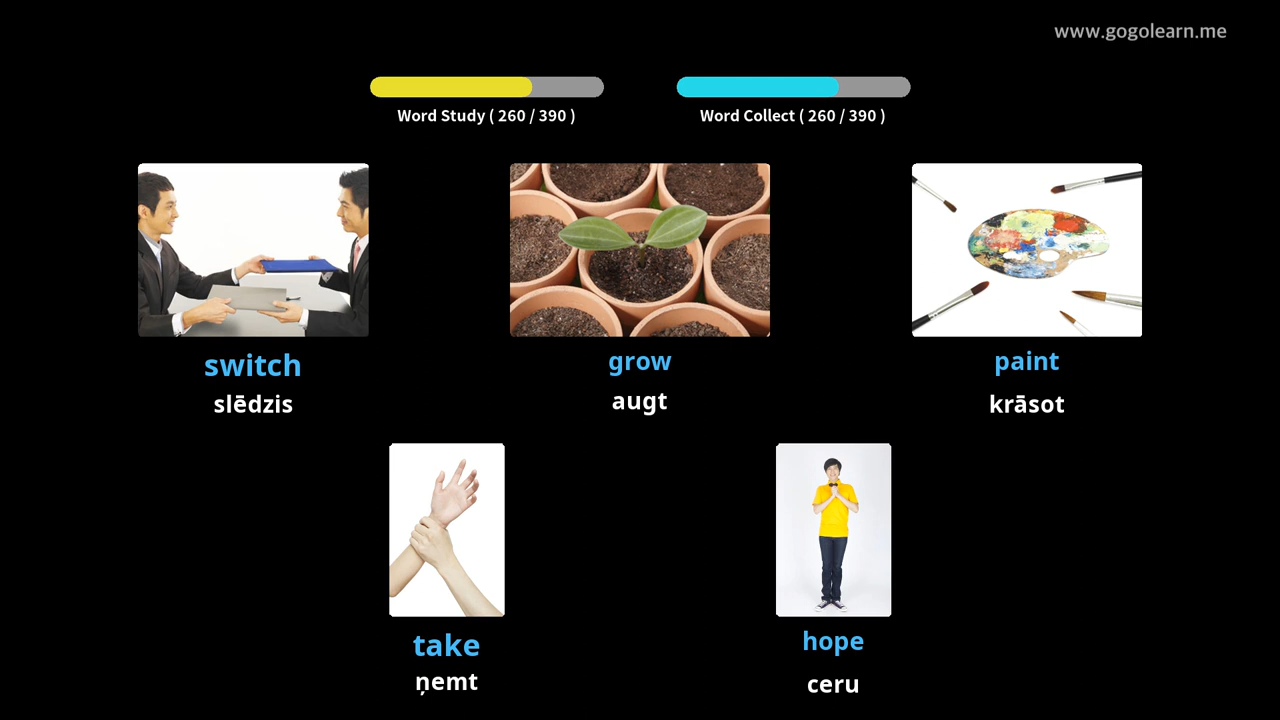 www.gogolearn.me
Word Study ( 260 / 390 )
Word Collect ( 260 / 390 )
switch
slēdzis
grow
augt
paint
krāsot
take
ņemt
hope
ceru